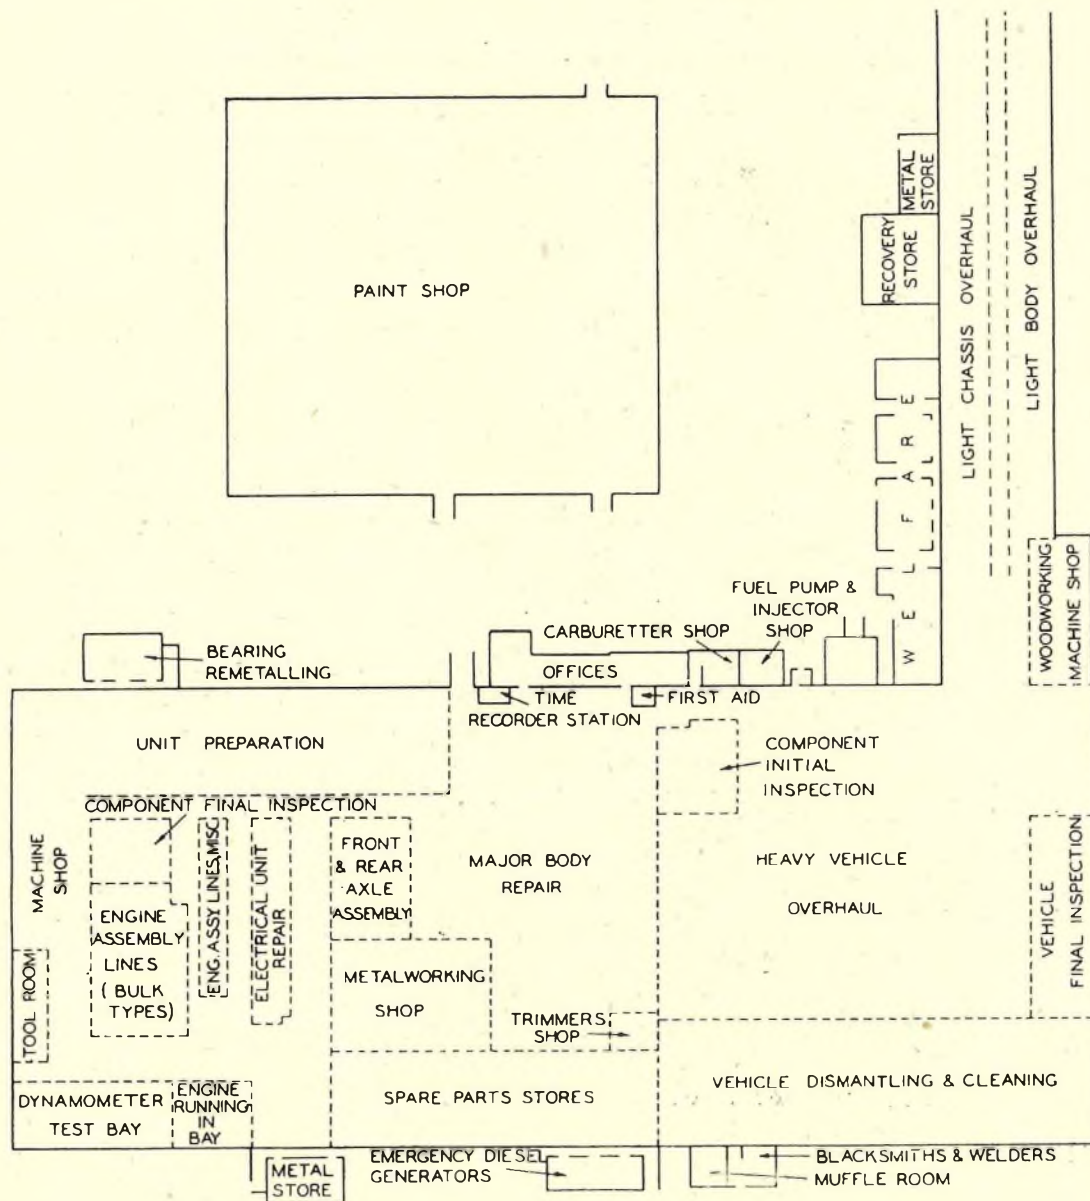 METAL
STORE
RECOVERY
STORE
LIGHT CHASSIS OVERHAUL
LIGHT BODY OVERHAUL
PAINT SHOP
WELFARE
WOODWORKING
MACHINE SHOP
FUEL PUMP &
INJECTOR
SHOP
CARBURETTER SHOP
BEARING
REMETALLING
OFFICES
TIME
RECORDER STATION
FIRST AID
UNIT PREPARATION
COMPONENT
INITIAL
INSPECTION
COMPONENT FINAL INSPECTION
MACHINE
SHOP
ENG. ASSY LINES, MISC
ELECTRICAL UNIT
REPAIR
FRONT
& REAR
AXLE
ASSEMBLY
MAJOR BODY
REPAIR
HEAVY VEHICLE
OVERHAUL
VEHICLE
FINAL INSPECTION
ENGINE
ASSEMBLY
LINES
( BULK
TYPES)
TOOL ROOM
METALWORKING
SHOP
TRIMMERS
SHOP
DYNAMOMETER
TEST BAY
ENGINE
RUNNING
IN
BAY
SPARE PARTS STORES
VEHICLE DISMANTLING & CLEANING
METAL
STORE
EMERGENCY DIESEL
GENERATORS
BLACKSMITHS & WELDERS
MUFFLE ROOM